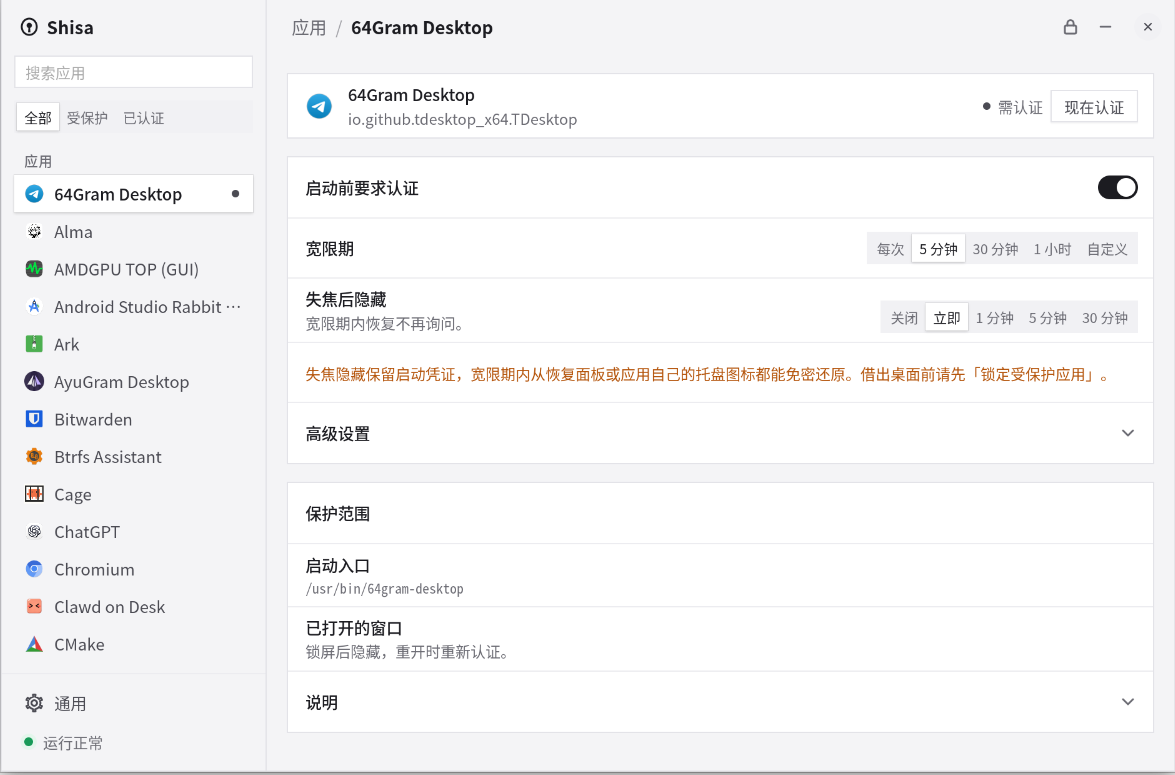 Shisa
搜索应用
全部 受保护 已认证
应用
64Gram Desktop
Alma
AMDGPU TOP (GUI)
Android Studio Rabbit ···
Ark
AyuGram Desktop
Bitwarden
Btrfs Assistant
Cage
ChatGPT
Chromium
Clawd on Desk
CMake
通用
运行正常
应用 / 64Gram Desktop
64Gram Desktop
io.github.tdesktop_x64.TDesktop
需认证 现在认证
启动前要求认证
宽限期
每次 5 分钟 30 分钟 1 小时 自定义
失焦后隐藏
宽限期内恢复不再询问。
关闭 立即 1 分钟 5 分钟 30 分钟
失焦隐藏保留启动凭证，宽限期内从恢复面板或应用自己的托盘图标都能免密还原。借出桌面前请先「锁定受保护应用」。
高级设置
保护范围
启动入口
/usr/bin/64gram-desktop
已打开的窗口
锁屏后隐藏，重开时重新认证。
说明